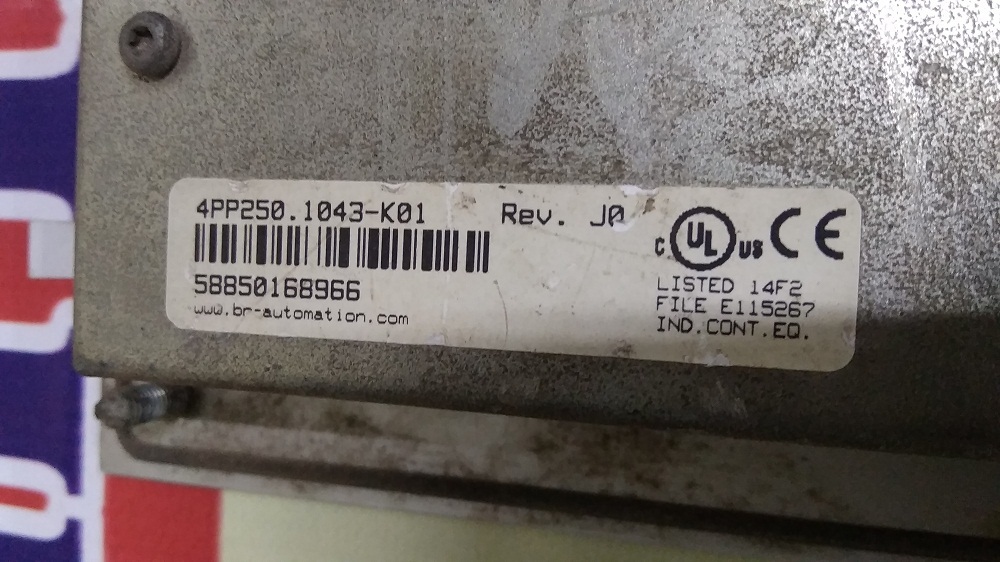 4PP250.1043-K01 Rev. J0
58850168966
www.br-automation.com
C UL US CE
LISTED 14F2
FILE E115267
IND.CONT.EQ.